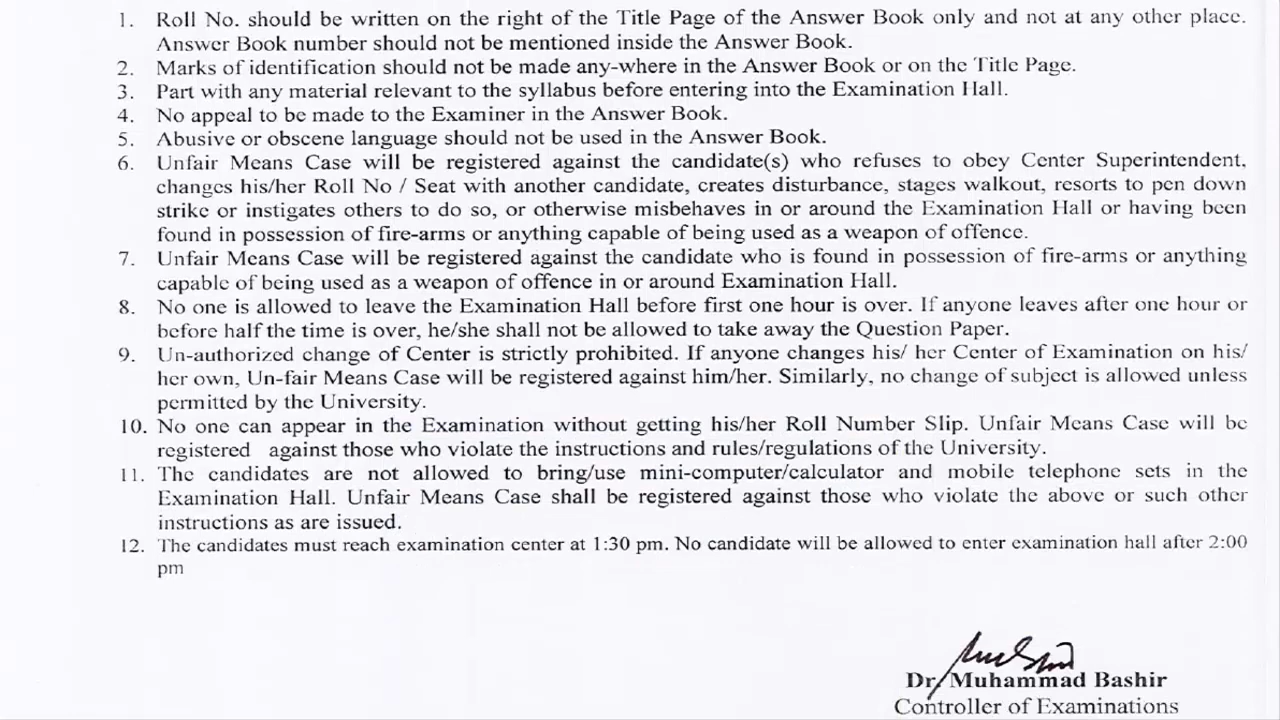 1. Roll No. should be written on the right of the Title Page of the Answer Book only and not at any other place.
Answer Book number should not be mentioned inside the Answer Book.
2. Marks of identification should not be made any-where in the Answer Book or on the Title Page.
3. Part with any material relevant to the syllabus before entering into the Examination Hall.
4. No appeal to be made to the Examiner in the Answer Book.
5. Abusive or obscene language should not be used in the Answer Book.
6. Unfair Means Case will be registered against the candidate(s) who refuses to obey Center Superintendent,
changes his/her Roll No / Seat with another candidate, creates disturbance, stages walkout, resorts to pen down
strike or instigates others to do so, or otherwise misbehaves in or around the Examination Hall or having been
found in possession of fire-arms or anything capable of being used as a weapon of offence.
7. Unfair Means Case will be registered against the candidate who is found in possession of fire-arms or anything
capable of being used as a weapon of offence in or around Examination Hall.
8. No one is allowed to leave the Examination Hall before first one hour is over. If anyone leaves after one hour or
before half the time is over, he/she shall not be allowed to take away the Question Paper.
9. Un-authorized change of Center is strictly prohibited. If anyone changes his/ her Center of Examination on his/
her own, Un-fair Means Case will be registered against him/her. Similarly, no change of subject is allowed unless
permitted by the University.
10. No one can appear in the Examination without getting his/her Roll Number Slip. Unfair Means Case will be
registered against those who violate the instructions and rules/regulations of the University.
11. The candidates are not allowed to bring/use mini-computer/calculator and mobile telephone sets in the
Examination Hall. Unfair Means Case shall be registered against those who violate the above or such other
instructions as are issued.
12. The candidates must reach examination center at 1:30 pm. No candidate will be allowed to enter examination hall after 2:00
pm
Dr. Muhammad Bashir
Controller of Examinations